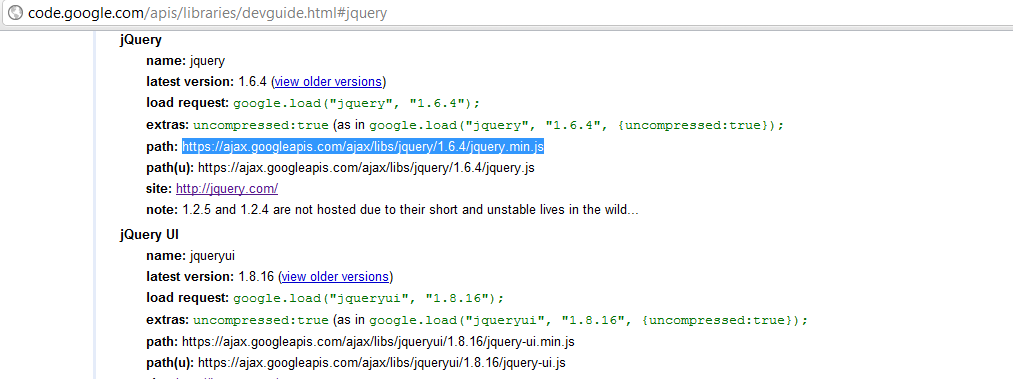 code.google.com/apis/libraries/devguide.html#jquery
jQuery
name: jquery
latest version: 1.6.4 (view older versions)
load request: google.load("jquery", "1.6.4");
extras: uncompressed:true (as in google.load("jquery", "1.6.4", {uncompressed:true});
path: https://ajax.googleapis.com/ajax/libs/jquery/1.6.4/jquery.min.js
path(u): https://ajax.googleapis.com/ajax/libs/jquery/1.6.4/jquery.js
site: http://jquery.com/
note: 1.2.5 and 1.2.4 are not hosted due to their short and unstable lives in the wild...
jQuery UI
name: jqueryui
latest version: 1.8.16 (view older versions)
load request: google.load("jqueryui", "1.8.16");
extras: uncompressed:true (as in google.load("jqueryui", "1.8.16", {uncompressed:true});
path: https://ajax.googleapis.com/ajax/libs/jqueryui/1.8.16/jquery-ui.min.js
path(u): https://ajax.googleapis.com/ajax/libs/jqueryui/1.8.16/jquery-ui.js